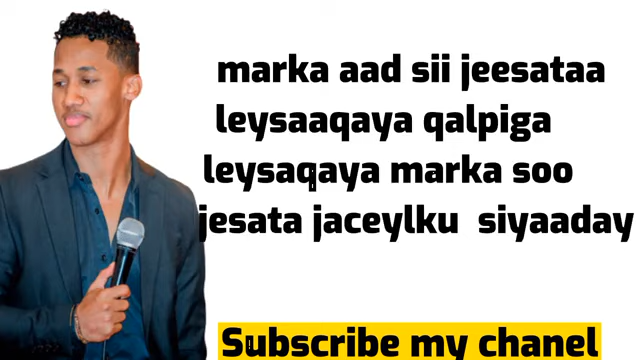 marka aad sii jeesataa
leysaaqaya qalpiga
leysaqaya marka soo
jesata jaceylku siyaaday
Subscribe my chanel